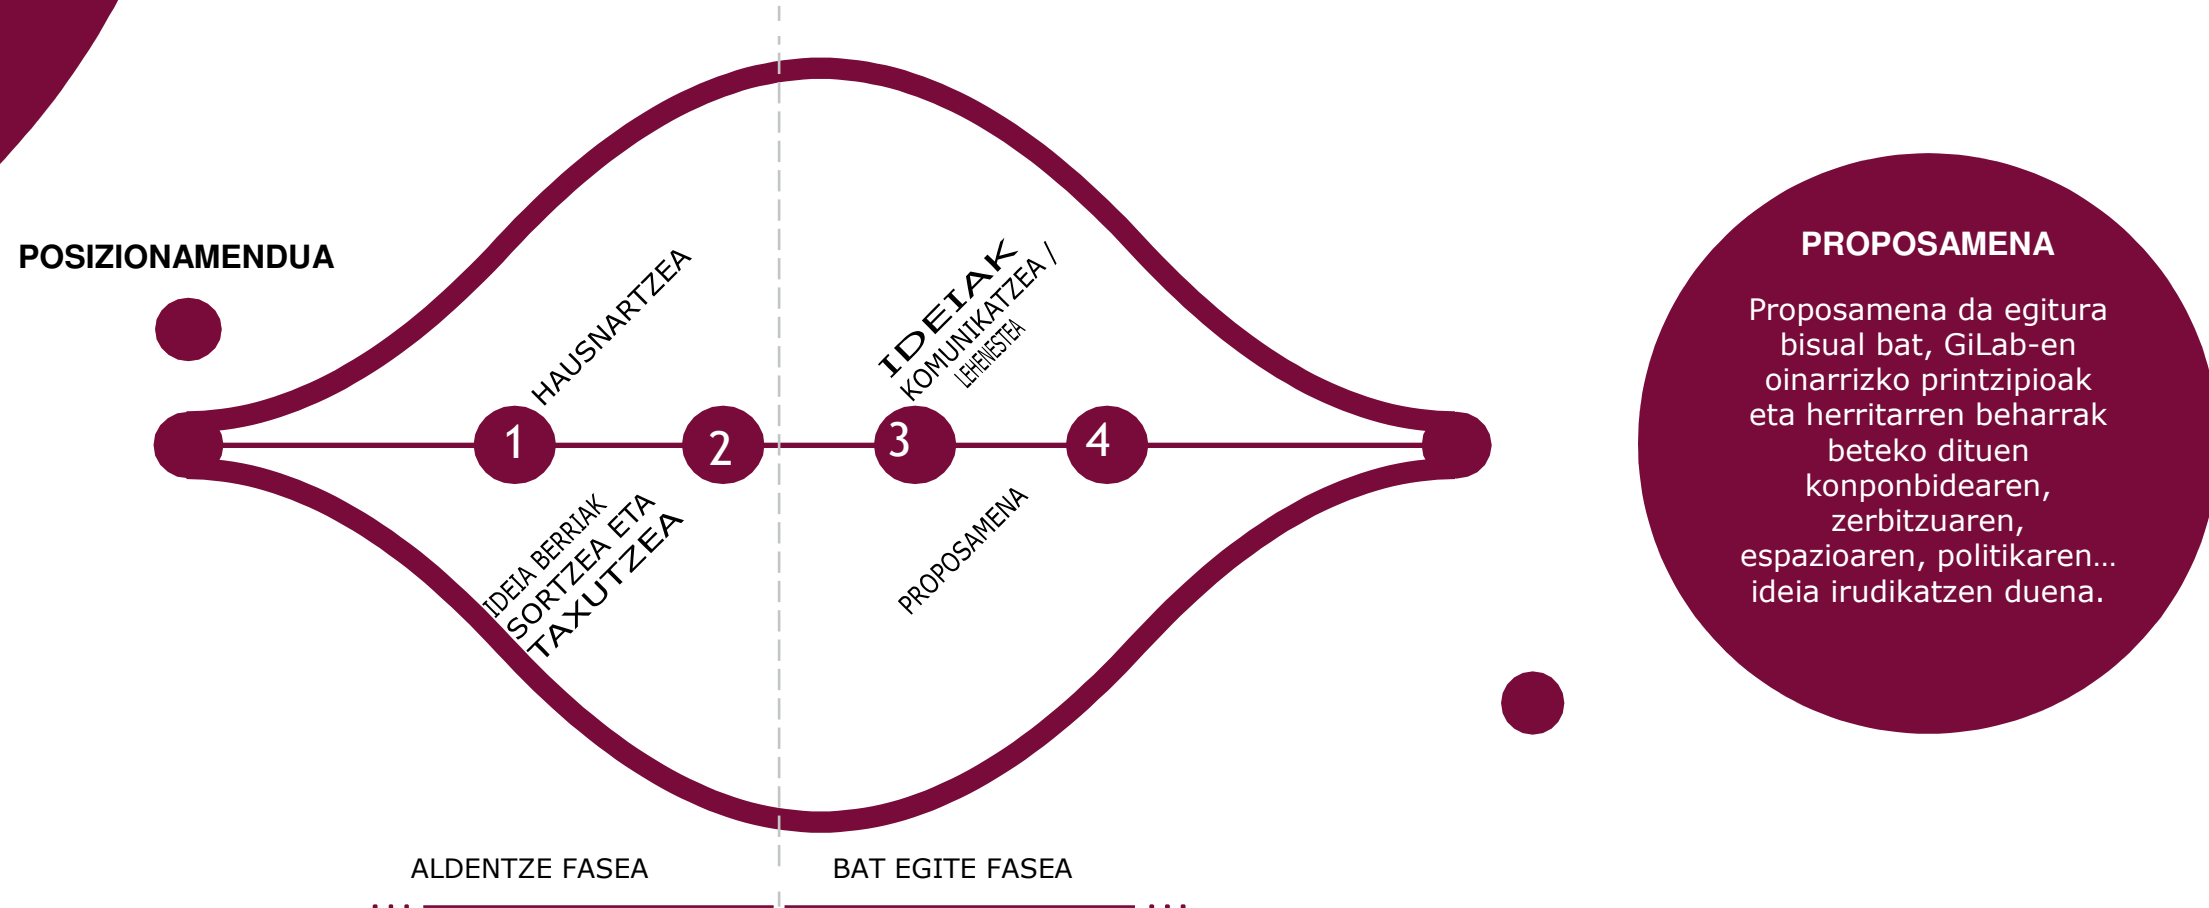 POSIZIONAMENDUA
HAUSNARTZEA
IDEIAK
KOMUNIKATZEA /
LEHENESTEA
1
2
3
4
IDEIA BERRIAK
SORTZEA ETA
TAXUTZEA
PROPOSAMENA
ALDENTZE FASEA
BAT EGITE FASEA
PROPOSAMENA
Proposamena da egitura
bisual bat, GiLab-en
oinarrizko printzipioak
eta herritarren beharrak
beteko dituen
konponbidearen,
zerbitzuaren,
espazioaren, politikaren…
ideia irudikatzen duena.